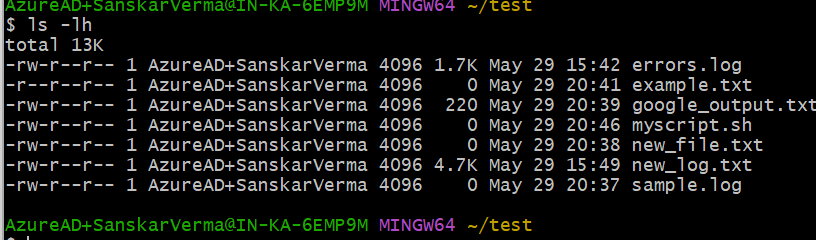 AzureAD+SanskarVerma@IN-KA-6EMP9M MINGW64 ~/test
$ ls -lh
total 13K
-rw-r--r-- 1 AzureAD+SanskarVerma 4096 1.7K May 29 15:42 errors.log
-r--r--r-- 1 AzureAD+SanskarVerma 4096    0 May 29 20:41 example.txt
-rw-r--r-- 1 AzureAD+SanskarVerma 4096  220 May 29 20:39 google_output.txt
-rw-r--r-- 1 AzureAD+SanskarVerma 4096    0 May 29 20:46 myscript.sh
-rw-r--r-- 1 AzureAD+SanskarVerma 4096    0 May 29 20:38 new_file.txt
-rw-r--r-- 1 AzureAD+SanskarVerma 4096 4.7K May 29 15:49 new_log.txt
-rw-r--r-- 1 AzureAD+SanskarVerma 4096    0 May 29 20:37 sample.log
AzureAD+SanskarVerma@IN-KA-6EMP9M MINGW64 ~/test